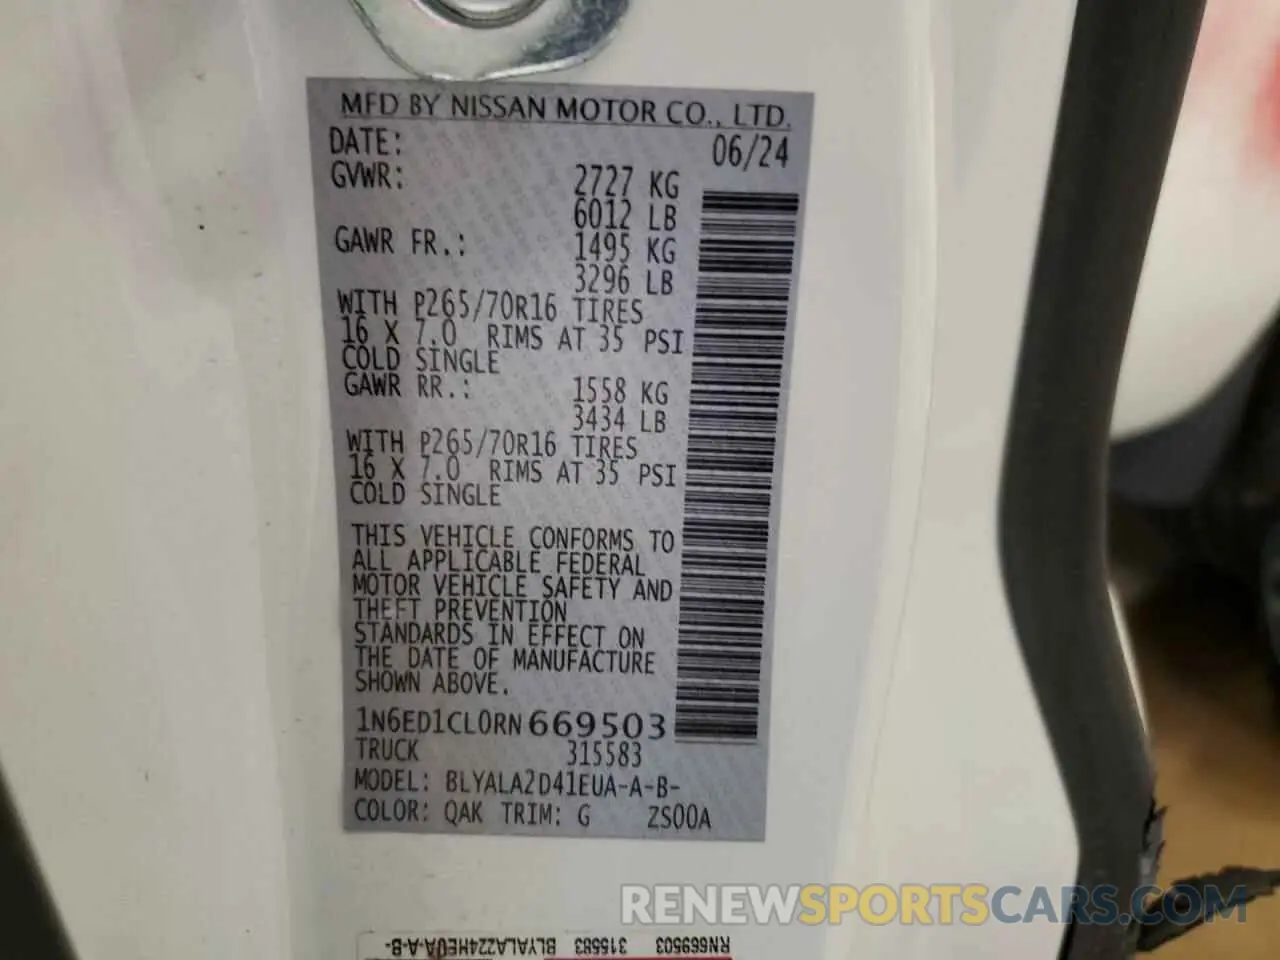 MFD BY NISSAN MOTOR CO., LTD.
DATE: 06/24
GVWR: 2727 KG
6012 LB
GAWR FR.: 1495 KG
3296 LB
WITH P265/70R16 TIRES
16 X 7.0 RIMS AT 35 PSI
COLD SINGLE
GAWR RR.: 1558 KG
3434 LB
WITH P265/70R16 TIRES
16 X 7.0 RIMS AT 35 PSI
COLD SINGLE
THIS VEHICLE CONFORMS TO
ALL APPLICABLE FEDERAL
MOTOR VEHICLE SAFETY AND
THEFT PREVENTION
STANDARDS IN EFFECT ON
THE DATE OF MANUFACTURE
SHOWN ABOVE.
1N6ED1CL0RN669503
TRUCK 315583
MODEL: BLYALA2D41EUA-A-B-
COLOR: QAK TRIM: G ZS00A
RENEWSPORTSCARS.COM
RN669503 315583